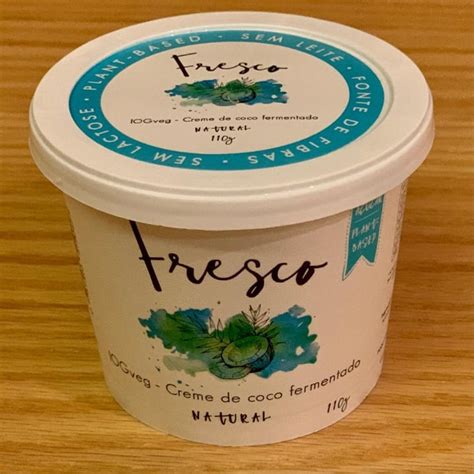 PLANT-BASED • SEM LEITE • FONTE DE FIBRAS • SEM LACTOSE •
Fresco
IOGveg - Creme de coco fermentado
NATURAL
110g
Fresco
PLANT-
BASED
IOGveg - Creme de coco fermentado
NATURAL
110g